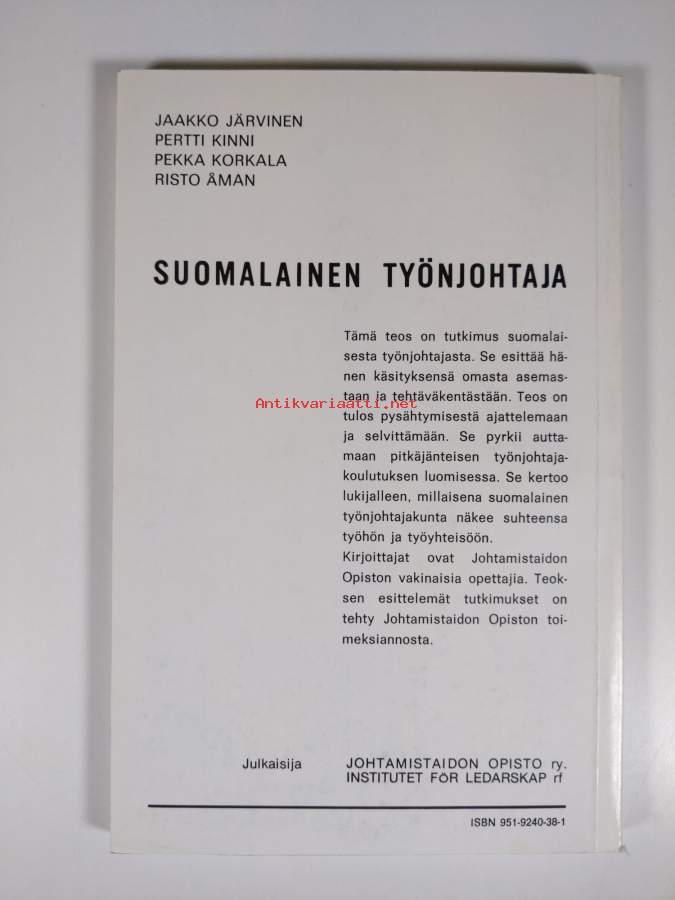 JAAKKO JÄRVINEN
PERTTI KINNI
PEKKA KORKALA
RISTO ÅMAN
SUOMALAINEN TYÖNJOHTAJA
Tämä teos on tutkimus suomalai-
sesta työnjohtajasta. Se esittää hä-
nen käsityksensä omasta asemas-
taan ja tehtäväkentästään. Teos on
Antikvariaatti.net
tulos pysähtymisestä ajattelemaan
ja selvittämään. Se pyrkii autta-
maan pitkäjänteisen työnjohtaja-
koulutuksen luomisessa. Se kertoo
lukijalleen, millaisena suomalainen
työnjohtajakunta näkee suhteensa
työhön ja työyhteisöön.
Kirjoittajat ovat Johtamistaidon
Opiston vakinaisia opettajia. Teok-
sen esittelemät tutkimukset on
tehty Johtamistaidon Opiston toi-
meksiannosta.
Julkaisija JOHTAMISTAIDON OPISTO ry.
INSTITUTET FÖR LEDARSKAP rf
ISBN 951-9240-38-1